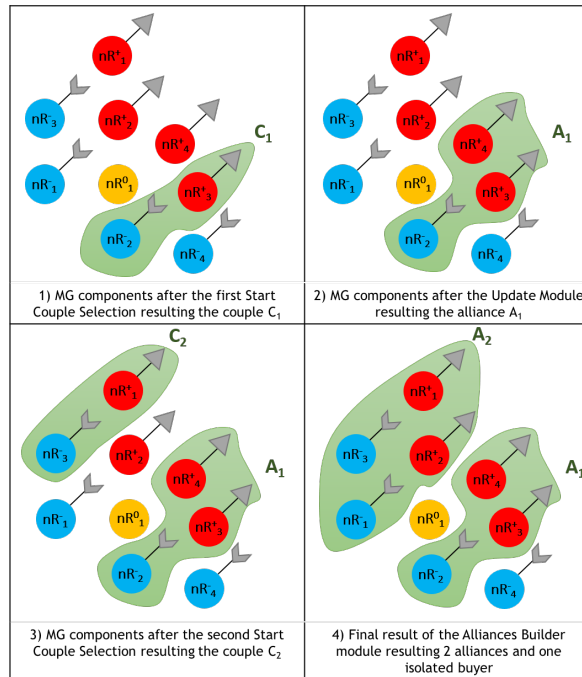 nR⁺₁
nR⁻₃ nR⁺₂
nR⁺₄
C₁
nR⁻₁ nR⁰₁ nR⁺₃
nR⁻₂
nR⁻₄
1) MG components after the first Start
Couple Selection resulting the couple C₁
nR⁺₁
nR⁻₃ nR⁺₂
nR⁺₄
A₁
nR⁻₁ nR⁰₁ nR⁺₃
nR⁻₂
nR⁻₄
2) MG components after the Update Module
resulting the alliance A₁
C₂
nR⁺₁
nR⁻₃ nR⁺₂
nR⁺₄ A₁
nR⁻₁ nR⁰₁ nR⁺₃
nR⁻₂
nR⁻₄
3) MG components after the second Start
Couple Selection resulting the couple C₂
A₂
nR⁺₁
nR⁻₃ nR⁺₂
nR⁺₄ A₁
nR⁻₁ nR⁰₁ nR⁺₃
nR⁻₂
nR⁻₄
4) Final result of the Alliances Builder
module resulting 2 alliances and one
isolated buyer